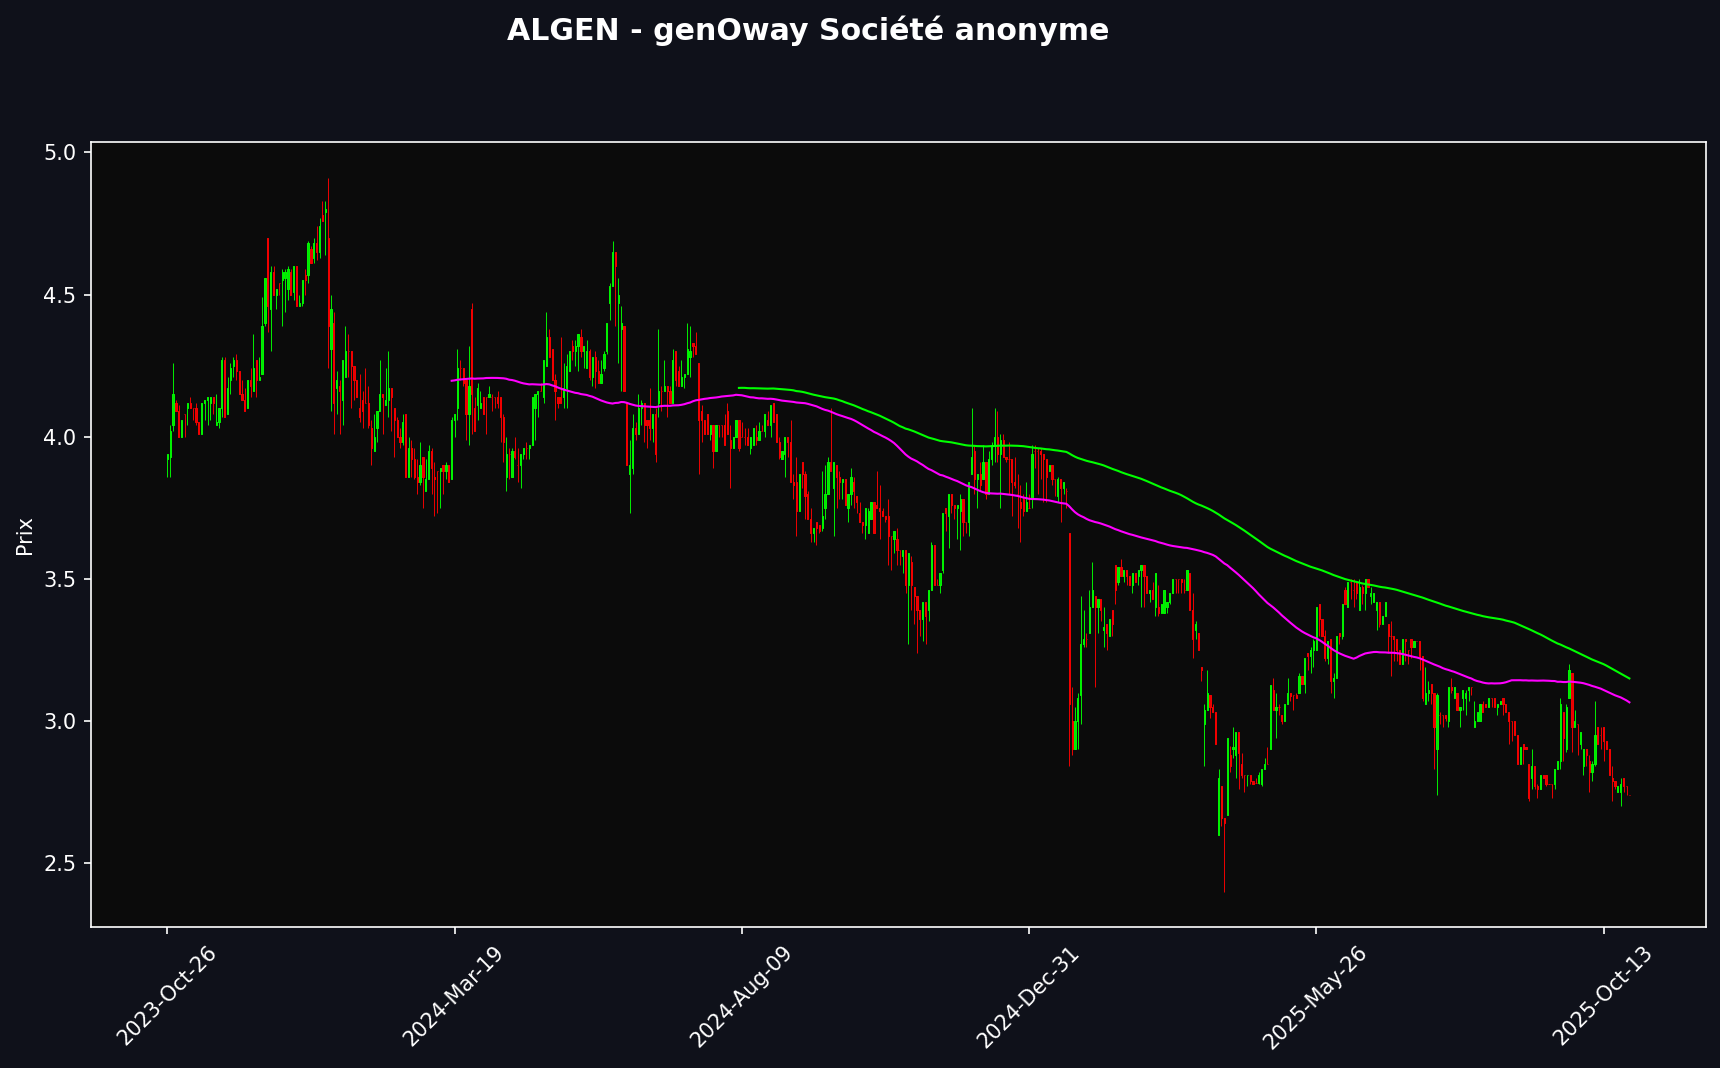 ALGEN - genOway Société anonyme
5.0
4.5
4.0
3.5
3.0
2.5
Prix
2023-Oct-26
2024-Mar-19
2024-Aug-09
2024-Dec-31
2025-May-26
2025-Oct-13